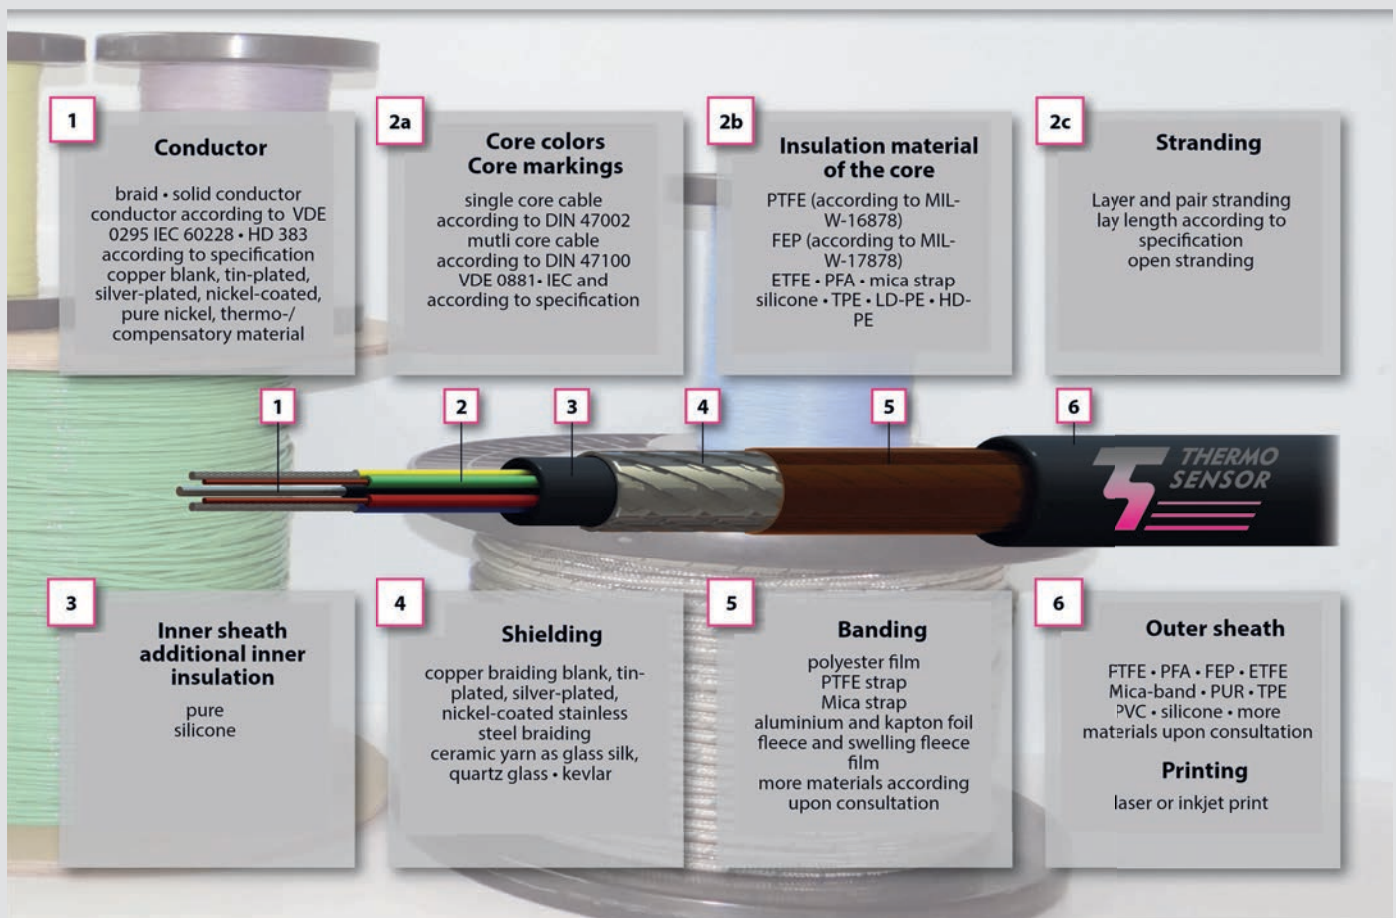 1
Conductor
braid • solid conductor
conductor according to VDE
0295 IEC 60228 • HD 383
according to specification
copper blank, tin-plated,
silver-plated, nickel-coated,
pure nickel, thermo-/
compensatory material
2a
Core colors
Core markings
single core cable
according to DIN 47002
mutli core cable
according to DIN 47100
VDE 0881• IEC and
according to specification
2b
Insulation material
of the core
PTFE (according to MIL-
W-16878)
FEP (according to MIL-
W-17878)
ETFE • PFA • mica strap
silicone • TPE • LD-PE • HD-
PE
2c
Stranding
Layer and pair stranding
lay length according to
specification
open stranding
1
2
3
4
5
6
THERMO
SENSOR
3
Inner sheath
additional inner
insulation
pure
silicone
4
Shielding
copper braiding blank, tin-
plated, silver-plated,
nickel-coated stainless
steel braiding
ceramic yarn as glass silk,
quartz glass • kevlar
5
Banding
polyester film
PTFE strap
Mica strap
aluminium and kapton foil
fleece and swelling fleece
film
more materials according
upon consultation
6
Outer sheath
PTFE • PFA • FEP • ETFE
Mica-band • PUR • TPE
PVC • silicone • more
materials upon consultation
Printing
laser or inkjet print